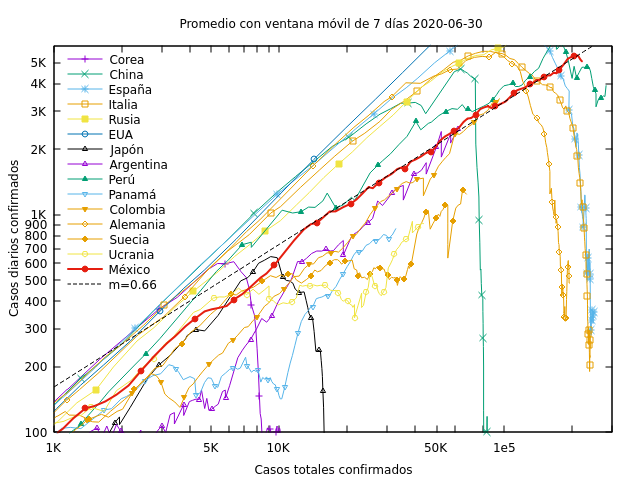 Promedio con ventana móvil de 7 días 2020-06-30
Casos diarios confirmados
5K
4K
3K
2K
1K
900
800
700
600
500
400
300
200
100
Corea
China
España
Italia
Rusia
EUA
Japón
Argentina
Perú
Panamá
Colombia
Alemania
Suecia
Ucrania
México
m=0.66
1K 5K 10K 50K 1e5
Casos totales confirmados